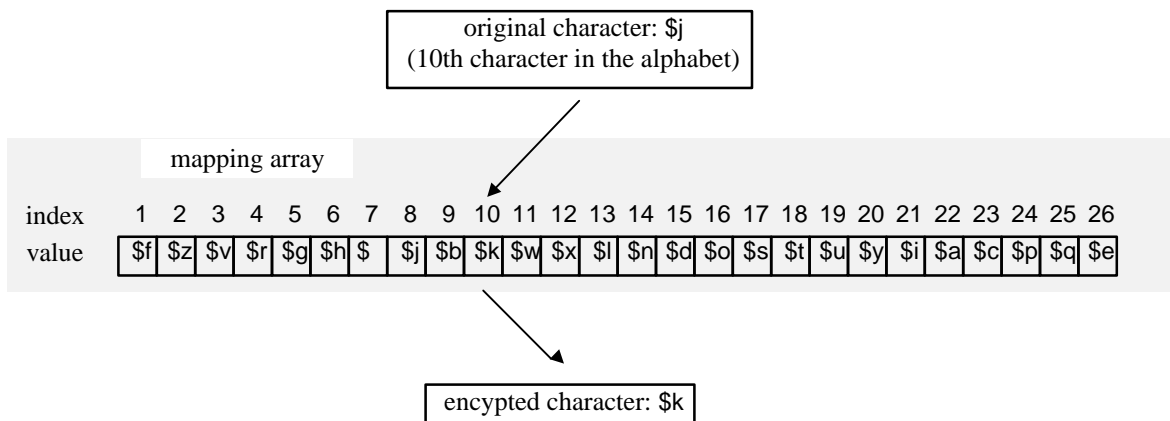 original character: $j
(10th character in the alphabet)
mapping array
index 1 2 3 4 5 6 7 8 9 10 11 12 13 14 15 16 17 18 19 20 21 22 23 24 25 26
value $f $z $v $r $g $h $ $j $b $k $w $x $l $n $d $o $s $t $u $y $i $a $c $p $q $e
encypted character: $k